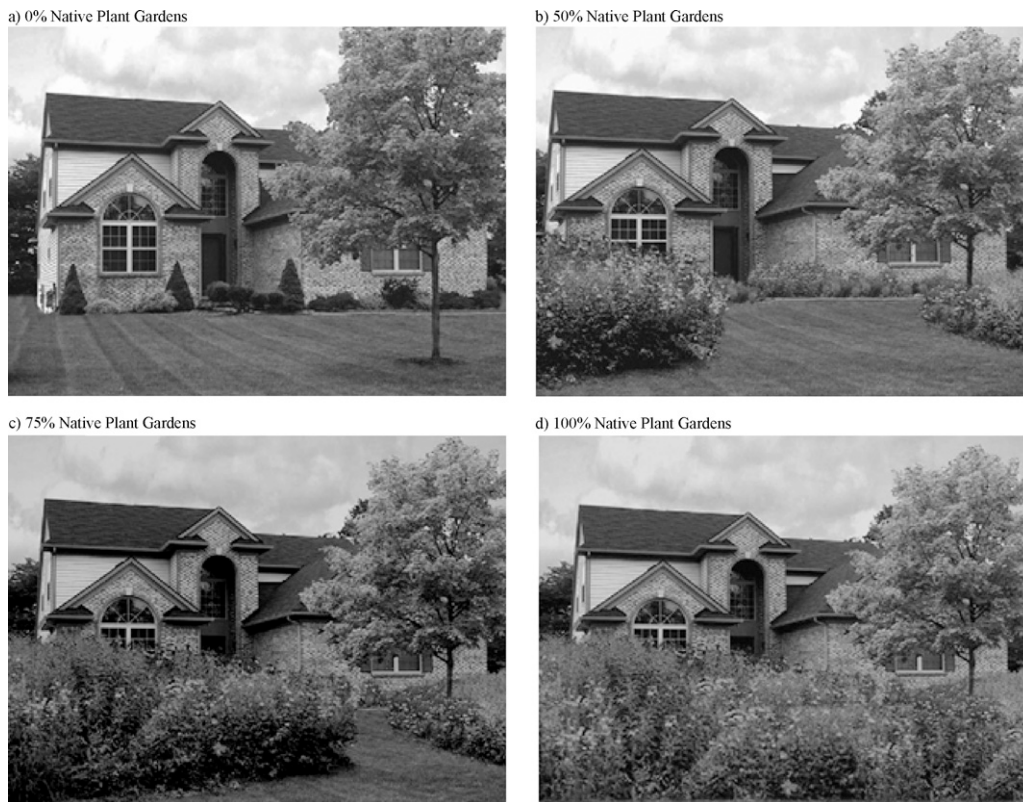 a) 0% Native Plant Gardens
b) 50% Native Plant Gardens
c) 75% Native Plant Gardens
d) 100% Native Plant Gardens